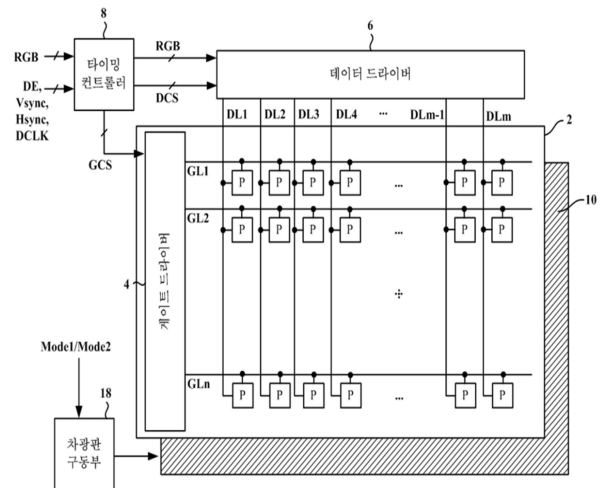 8
6
RGB
타이밍
컨트롤러
RGB
데이터 드라이버
DE,
Vsync,
Hsync,
DCLK
DCS
GCS
DL1 DL2 DL3 DL4 ... DLm-1 DLm
2
10
GL1
P P P P ... P P
GL2
P P P P ... P P
4
게이트 드라이버
Mode1/Mode2
GLn
P P P P ... P P
18
차광판
구동부